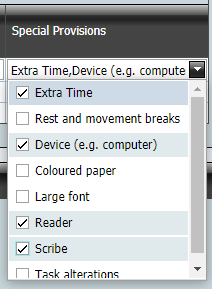 Special Provisions
Extra Time,Device (e.g. compute
Extra Time
Rest and movement breaks
Device (e.g. computer)
Coloured paper
Large font
Reader
Scribe
Task alterations